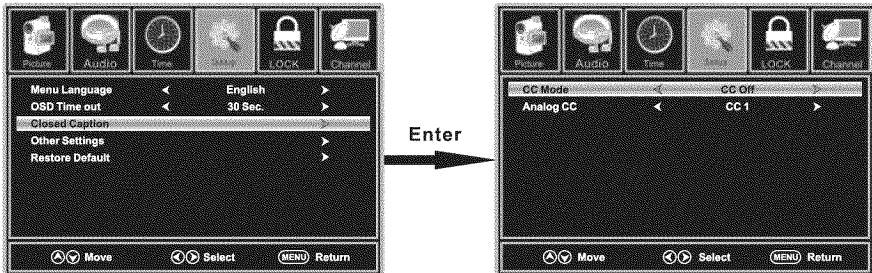 Picture Audio Time Setup LOCK Channel
Menu Language English
OSD Time out 30 Sec.
Closed Caption
Other Settings
Restore Default
Move Select MENU Return
Enter
Picture Audio Time Setup LOCK Channel
CC Mode CC Off
Analog CC CC 1
Move Select MENU Return